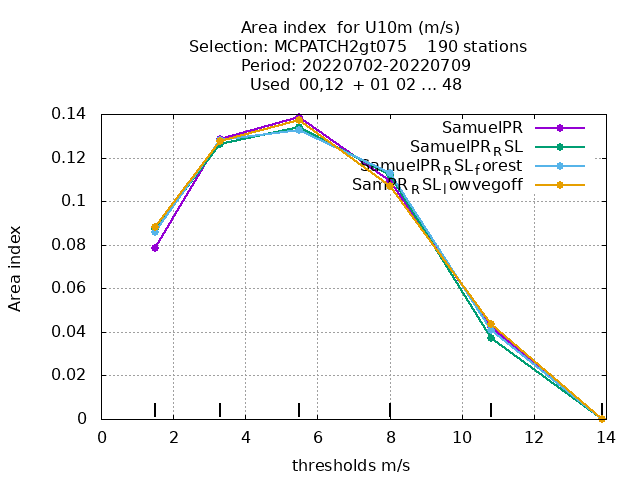 Area index  for U10m (m/s)
Selection: MCPATCH2gt075    190 stations
Period: 20220702-20220709
Used  00,12  + 01 02 ... 48
0.14
0.12
0.1
0.08
0.06
0.04
0.02
0
Area index
SamuelPR
SamuelPR_RSL
SamuelPR_RSL_forest
SamPR_RSL_lowvegoff
0 2 4 6 8 10 12 14
thresholds m/s